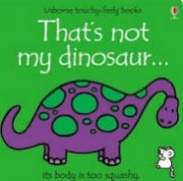 Usborne touchy-feely books
That's not
my dinosaur...
its body is too squashy.